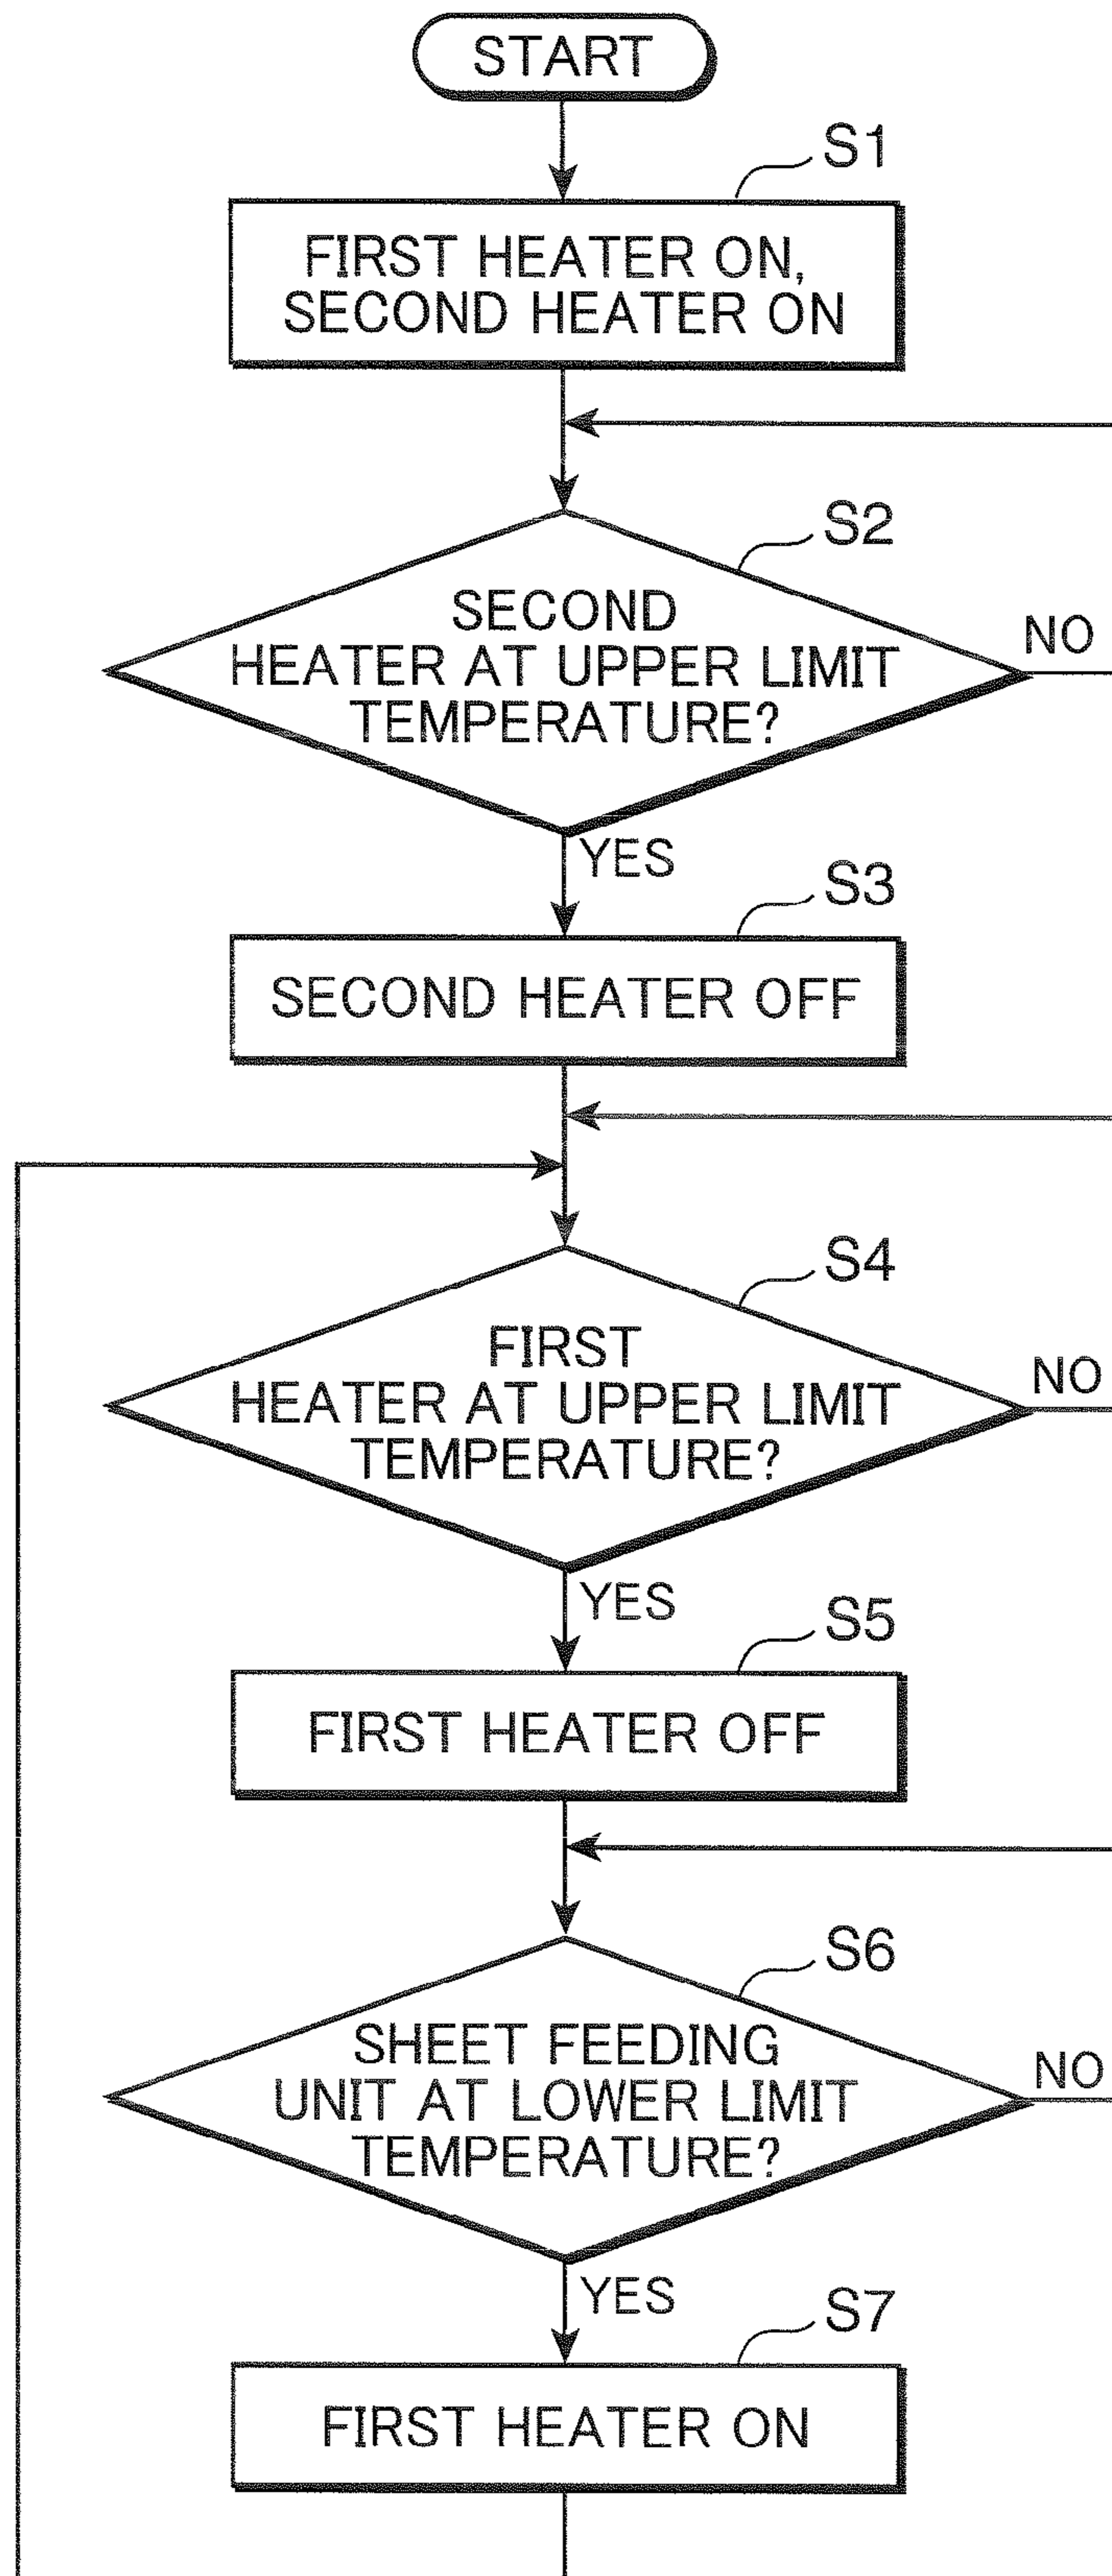 START
S1
FIRST HEATER ON,
SECOND HEATER ON
S2
SECOND
HEATER AT UPPER LIMIT
TEMPERATURE?
NO
YES
S3
SECOND HEATER OFF
S4
FIRST
HEATER AT UPPER LIMIT
TEMPERATURE?
NO
YES
S5
FIRST HEATER OFF
S6
SHEET FEEDING
UNIT AT LOWER LIMIT
TEMPERATURE?
NO
YES
S7
FIRST HEATER ON